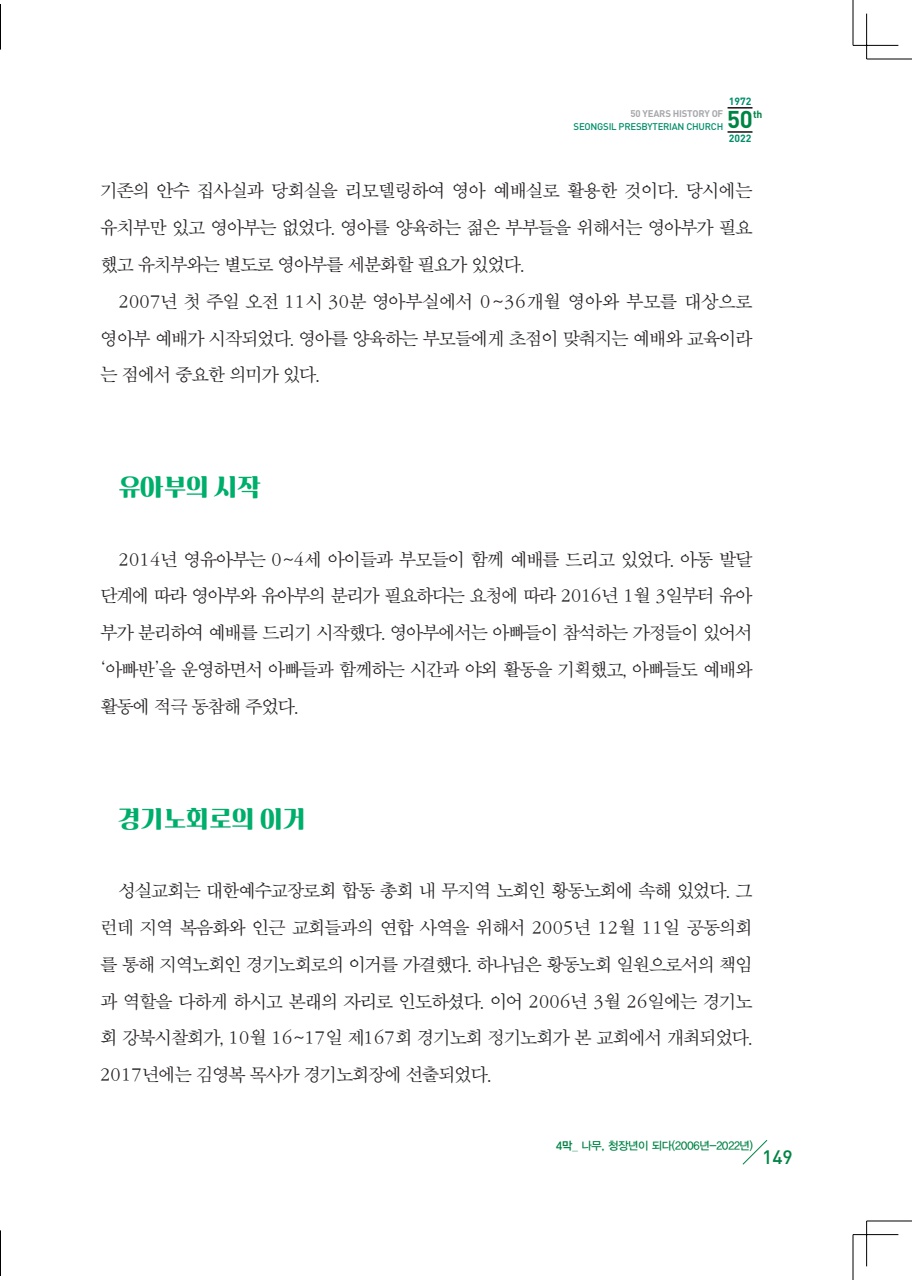 1972
50 YEARS HISTORY OF
SEONGSIL PRESBYTERIAN CHURCH
50th
2022
기존의 안수 집사실과 당회실을 리모델링하여 영아 예배실로 활용한 것이다. 당시에는
유치부만 있고 영아부는 없었다. 영아를 양육하는 젊은 부부들을 위해서는 영아부가 필요
했고 유치부와는 별도로 영아부를 세분화할 필요가 있었다.
2007년 첫 주일 오전 11시 30분 영아부실에서 0~36개월 영아와 부모를 대상으로
영아부 예배가 시작되었다. 영아를 양육하는 부모들에게 초점이 맞춰지는 예배와 교육이라
는 점에서 중요한 의미가 있다.
유아부의 시작
2014년 영유아부는 0~4세 아이들과 부모들이 함께 예배를 드리고 있었다. 아동 발달
단계에 따라 영아부와 유아부의 분리가 필요하다는 요청에 따라 2016년 1월 3일부터 유아
부가 분리하여 예배를 드리기 시작했다. 영아부에서는 아빠들이 참석하는 가정들이 있어서
‘아빠반’을 운영하면서 아빠들과 함께하는 시간과 야외 활동을 기획했고, 아빠들도 예배와
활동에 적극 동참해 주었다.
경기노회로의 이거
성실교회는 대한예수교장로회 합동 총회 내 무지역 노회인 황동노회에 속해 있었다. 그
런데 지역 복음화와 인근 교회들과의 연합 사역을 위해서 2005년 12월 11일 공동의회
를 통해 지역노회인 경기노회로의 이거를 가결했다. 하나님은 황동노회 일원으로서의 책임
과 역할을 다하게 하시고 본래의 자리로 인도하셨다. 이어 2006년 3월 26일에는 경기노
회 강북시찰회가, 10월 16~17일 제167회 경기노회 정기노회가 본 교회에서 개최되었다.
2017년에는 김영복 목사가 경기노회장에 선출되었다.
4막_ 나무, 청장년이 되다(2006년-2022년)
149